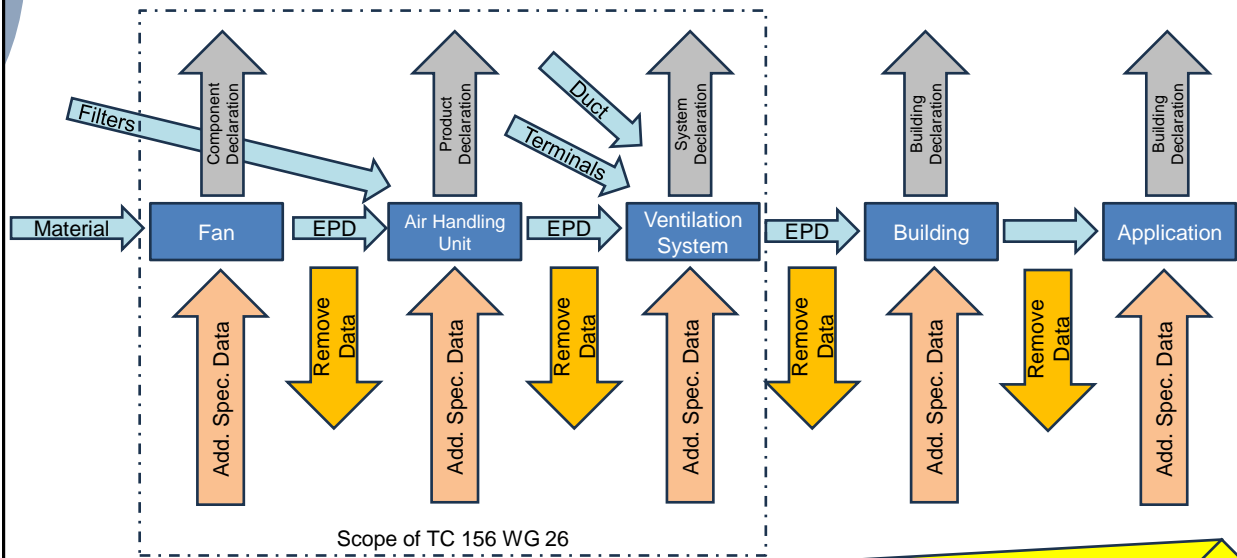 Component
Declaration
Product
Declaration
System
Declaration
Building
Declaration
Building
Declaration
Filters
Duct
Terminals
Material
Fan
EPD
Air Handling
Unit
EPD
Ventilation
System
EPD
Building
Application
Add. Spec. Data
Remove
Data
Add. Spec. Data
Remove
Data
Add. Spec. Data
Remove
Data
Add. Spec. Data
Remove
Data
Add. Spec. Data
Scope of TC 156 WG 26